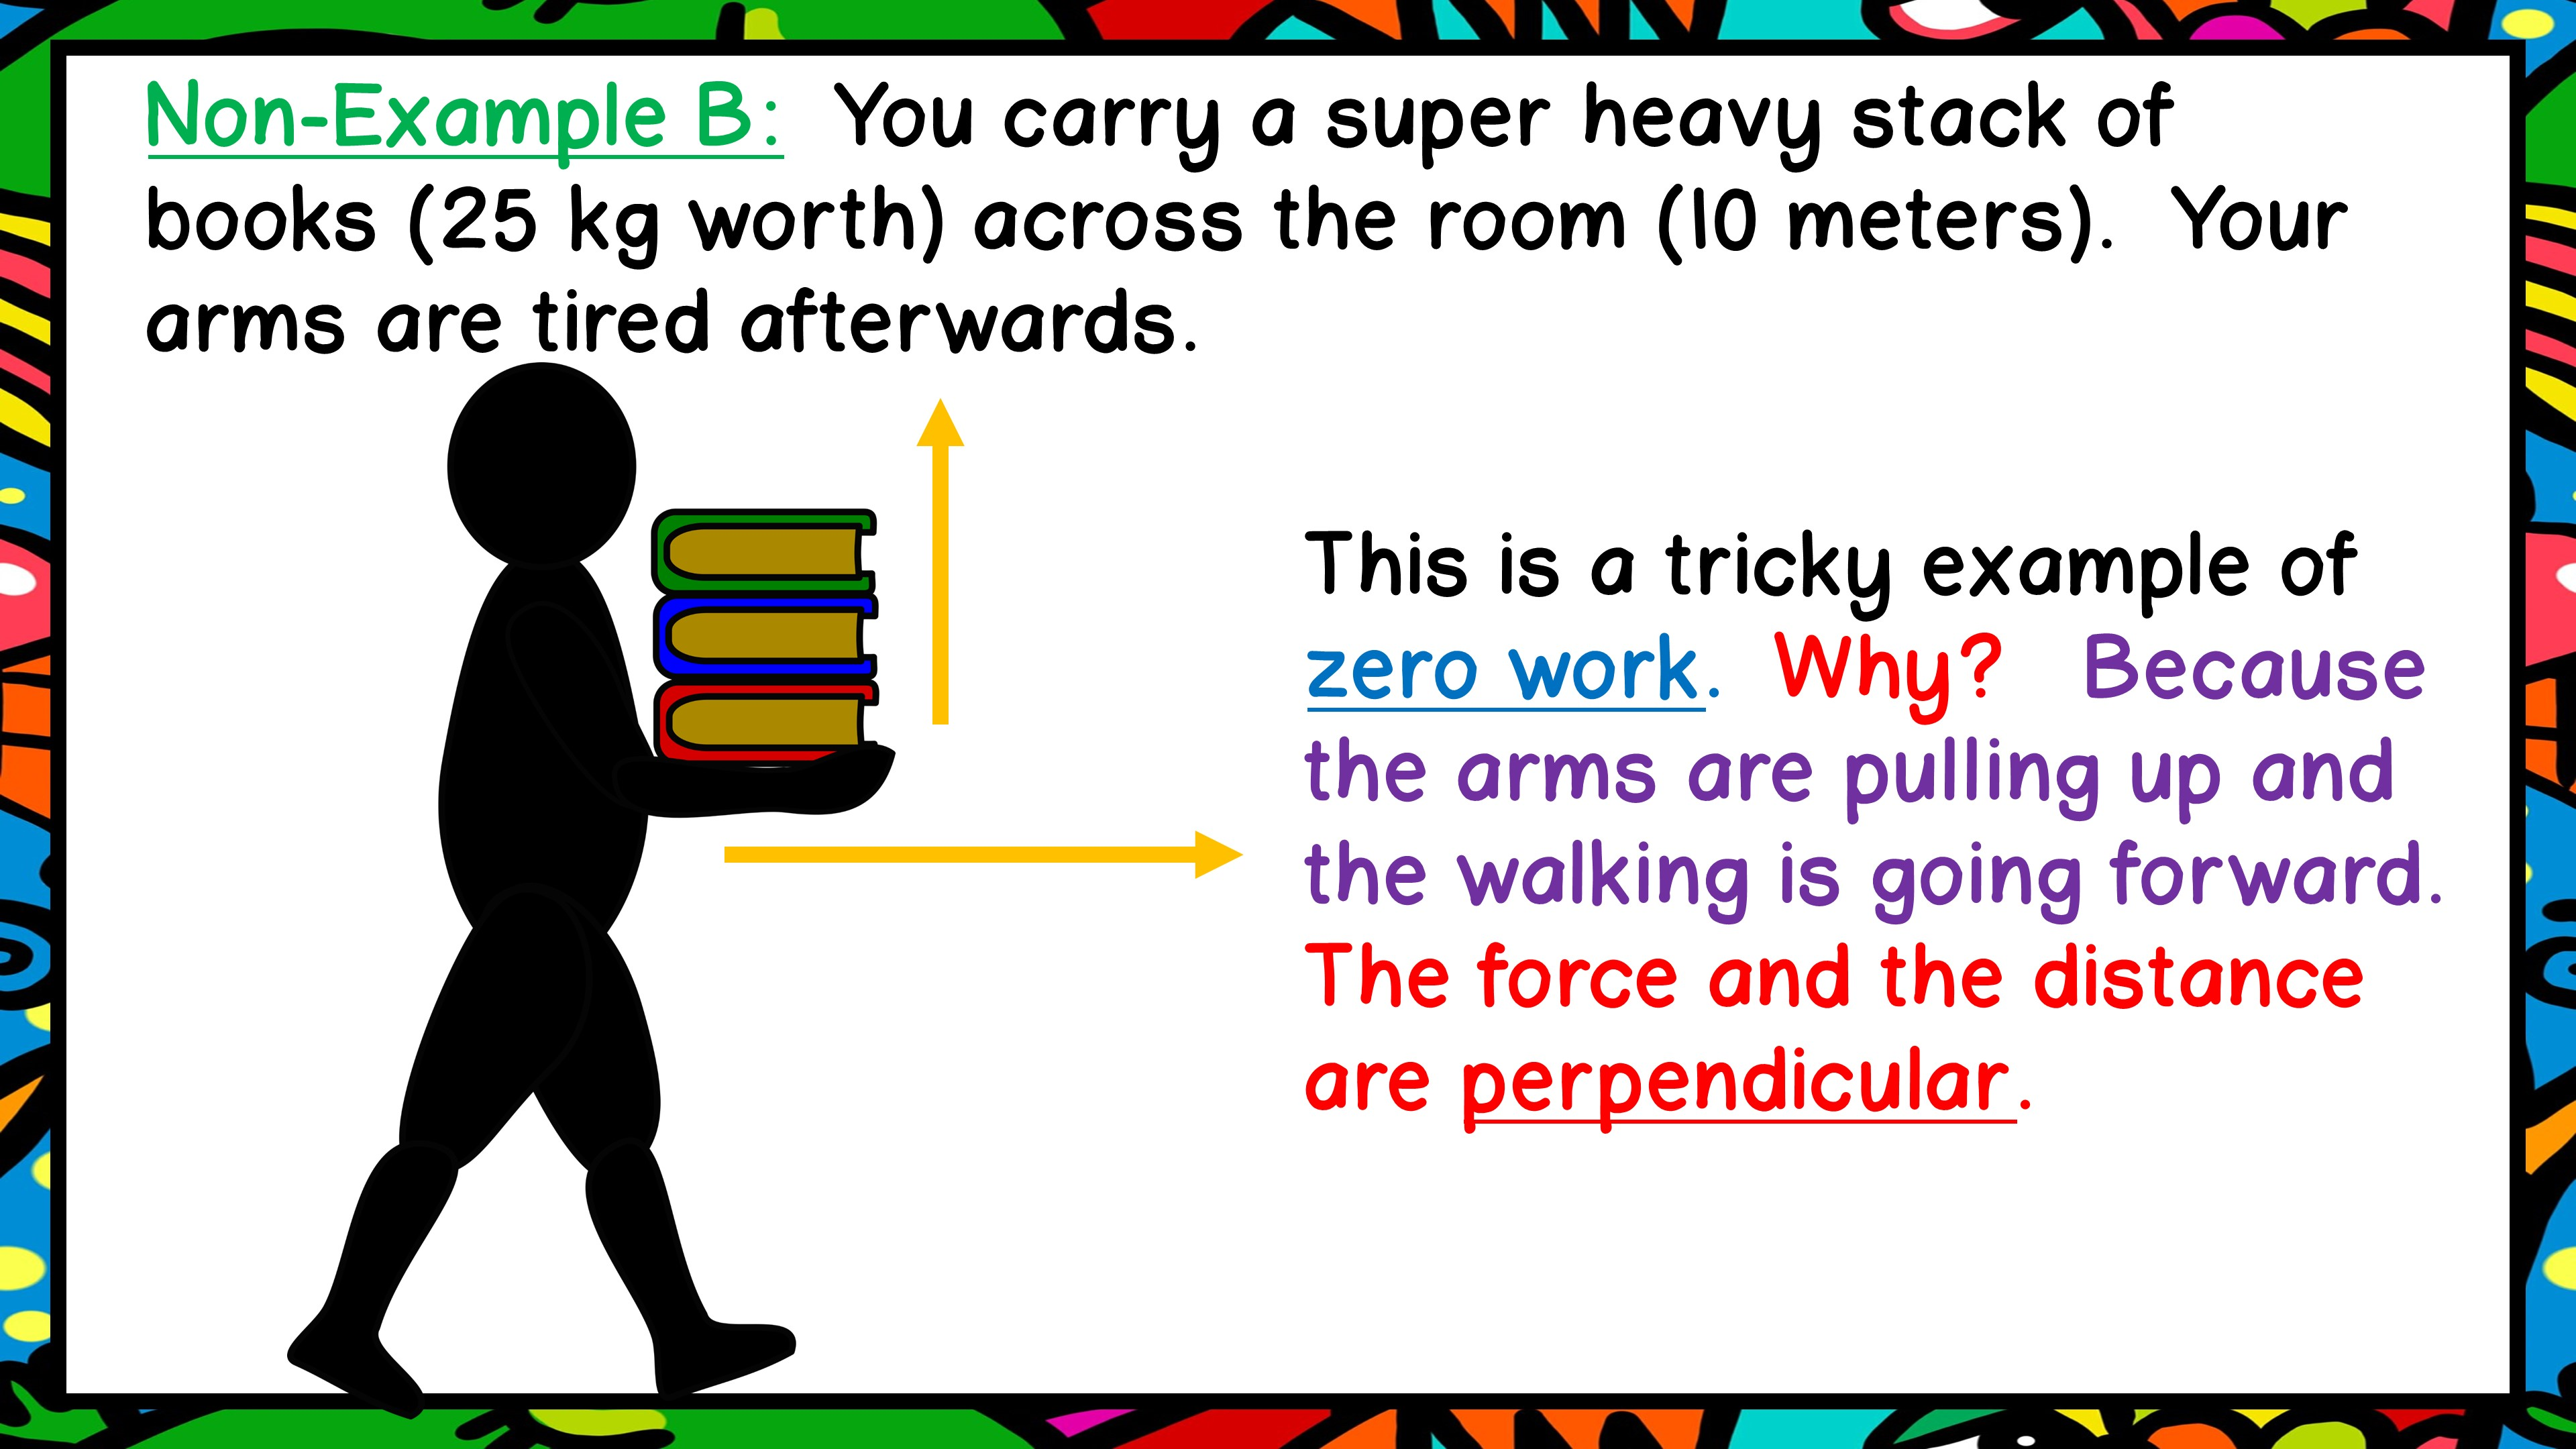 Non-Example B:  You carry a super heavy stack of
books (25 kg worth) across the room (10 meters).  Your
arms are tired afterwards.
This is a tricky example of
zero work.  Why?   Because
the arms are pulling up and
the walking is going forward.
The force and the distance
are perpendicular.